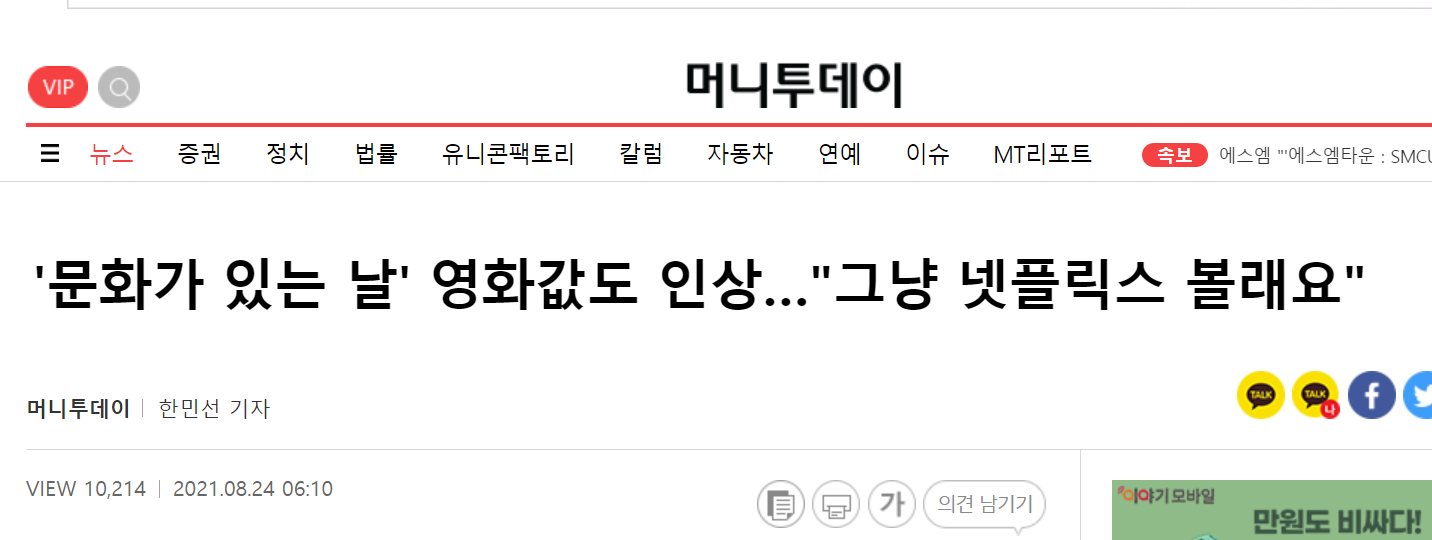 VIP
머니투데이
뉴스 증권 정치 법률 유니콘팩토리 칼럼 자동차 연예 이슈 MT리포트 속보 에스엠 "'에스엠타운 : SMCU
'문화가 있는 날' 영화값도 인상..."그냥 넷플릭스 볼래요"
머니투데이 한민선 기자
TALK TALK 나
VIEW 10,214 2021.08.24 06:10
가 의견 남기기
이야기모바일
만원도 비싸다!